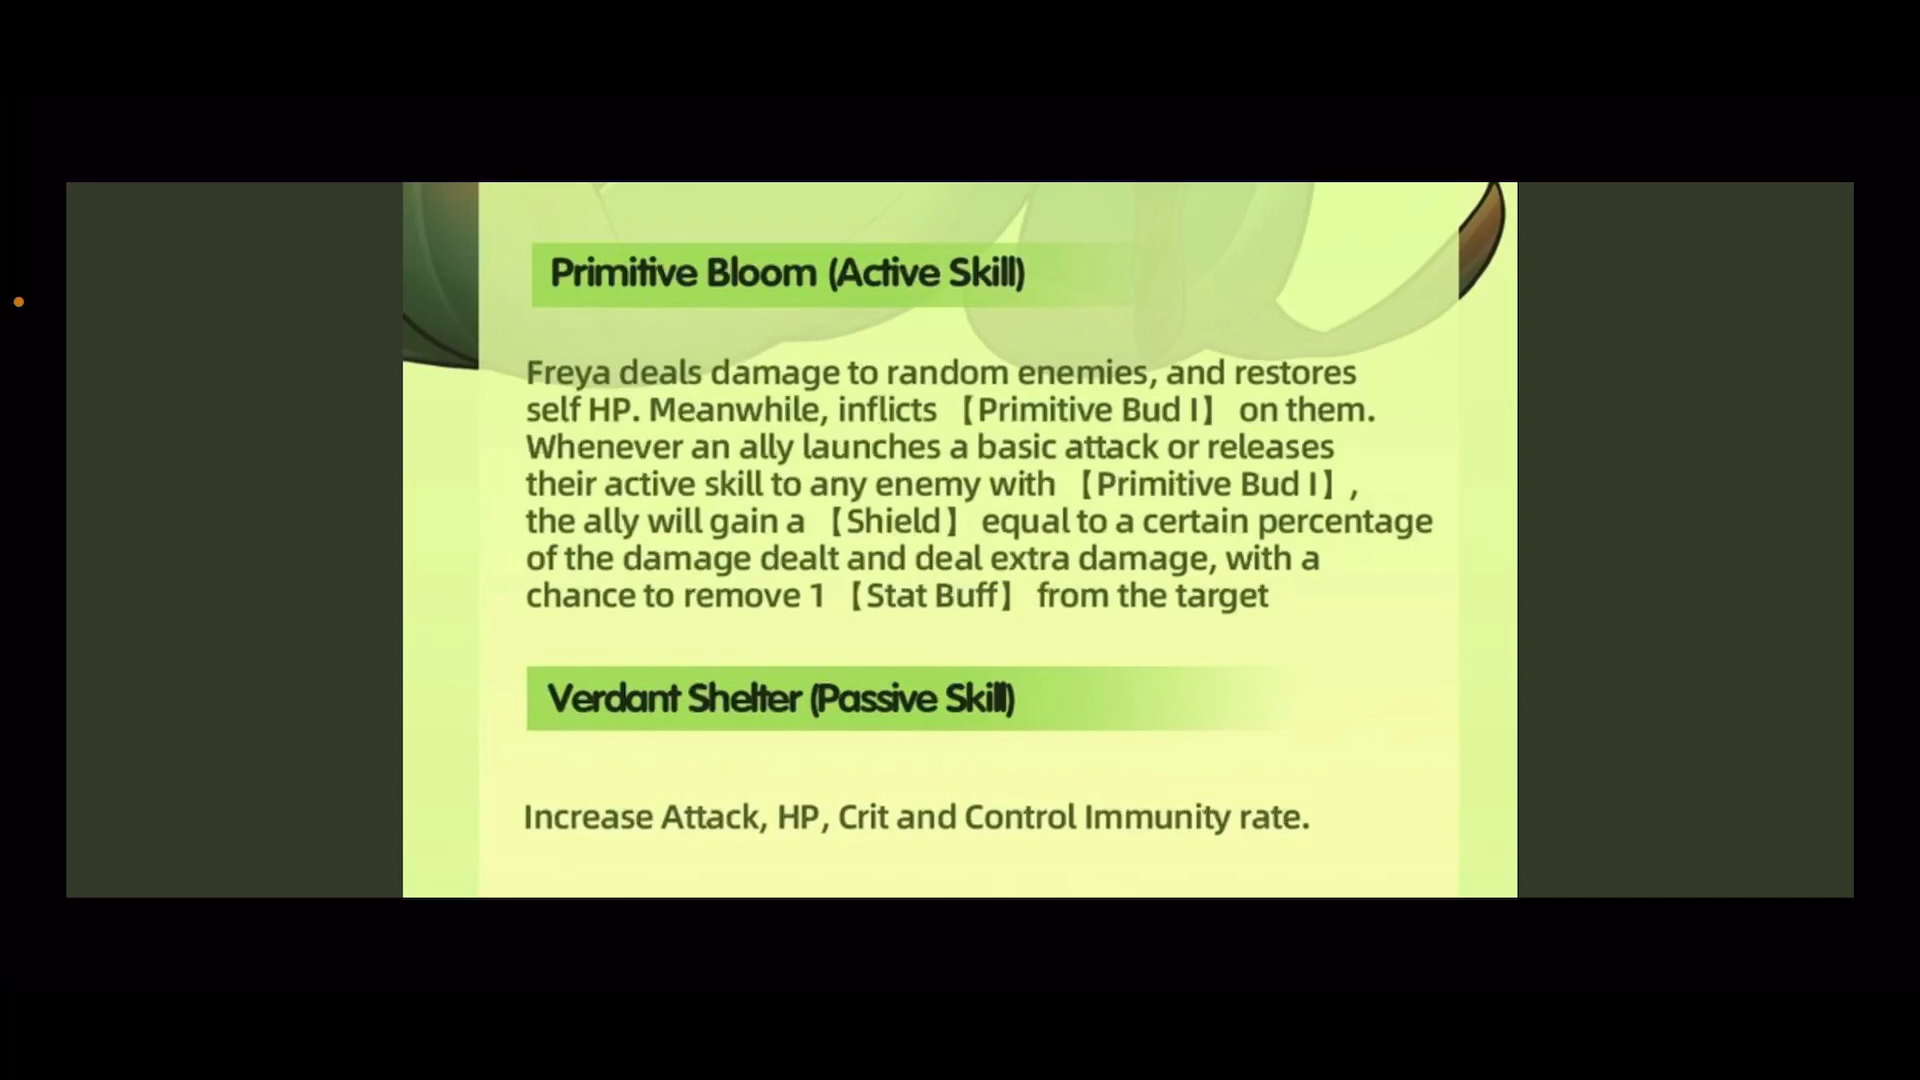 Primitive Bloom (Active Skill)
Freya deals damage to random enemies, and restores
self HP. Meanwhile, inflicts 【Primitive Bud I】 on them.
Whenever an ally launches a basic attack or releases
their active skill to any enemy with 【Primitive Bud I】,
the ally will gain a 【Shield】 equal to a certain percentage
of the damage dealt and deal extra damage, with a
chance to remove 1 【Stat Buff】 from the target
Verdant Shelter (Passive Skill)
Increase Attack, HP, Crit and Control Immunity rate.